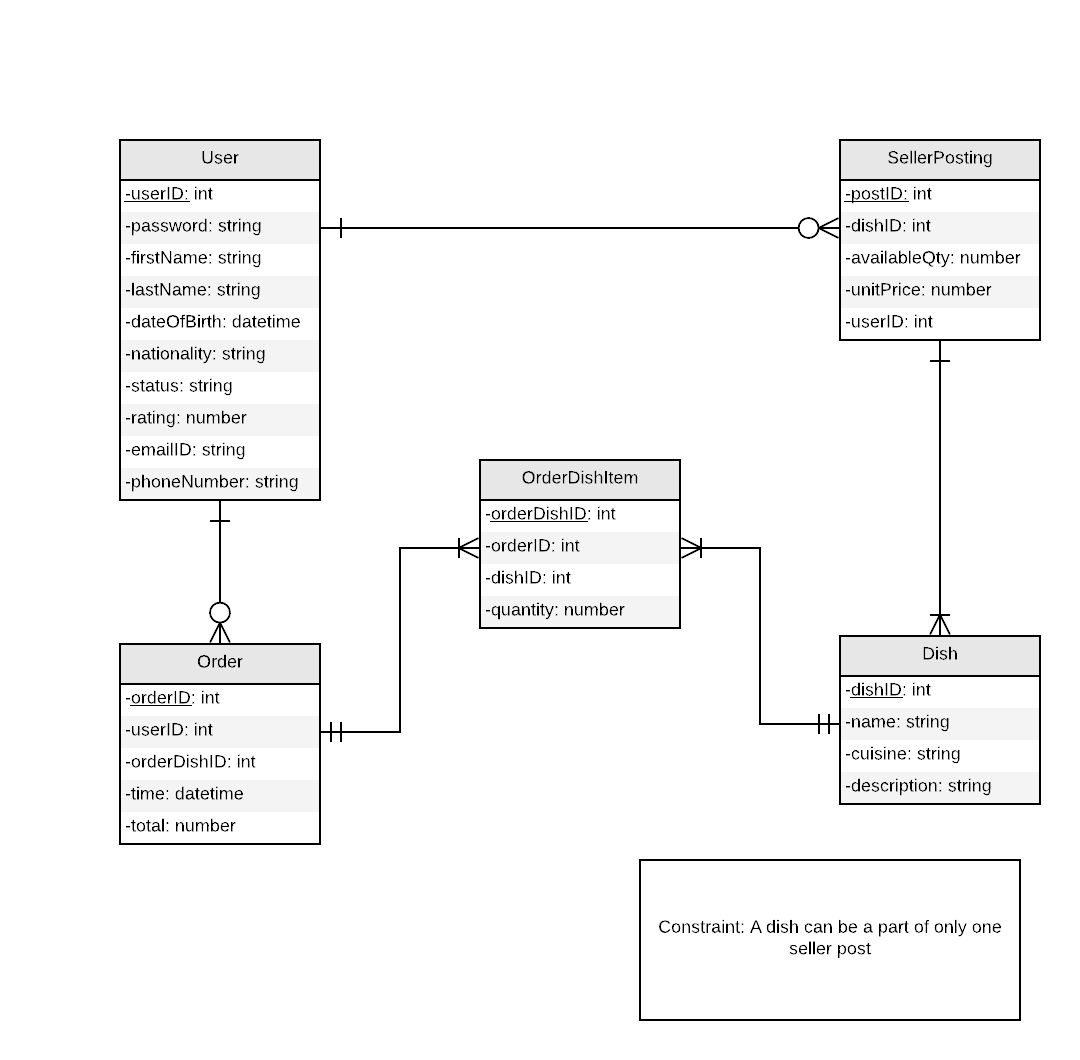 User
-userID: int
-password: string
-firstName: string
-lastName: string
-dateOfBirth: datetime
-nationality: string
-status: string
-rating: number
-emailID: string
-phoneNumber: string
SellerPosting
-postID: int
-dishID: int
-availableQty: number
-unitPrice: number
-userID: int
OrderDishItem
-orderDishID: int
-orderID: int
-dishID: int
-quantity: number
Order
-orderID: int
-userID: int
-orderDishID: int
-time: datetime
-total: number
Dish
-dishID: int
-name: string
-cuisine: string
-description: string
Constraint: A dish can be a part of only one
seller post